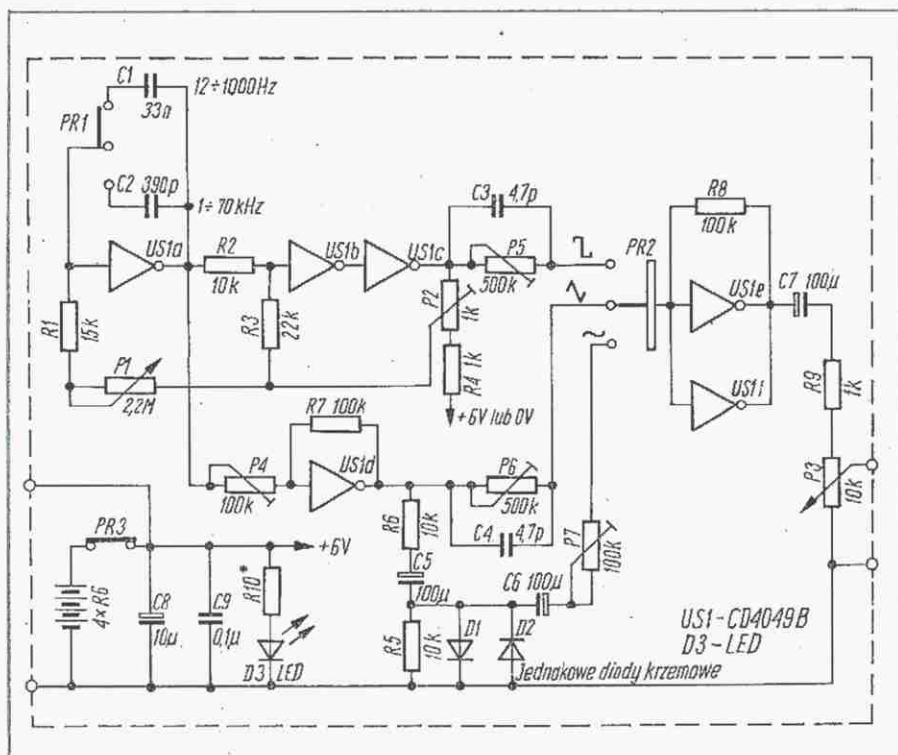 C1
33n
12÷1000Hz
PR1
C2
390p
1÷70kHz
US1a
R2
10k
US1b
US1c
C3
4,7p
P5
500k
P2
1k
R4 1k
+6V lub 0V
R1
15k
P1
2,2M
R3
22k
PR2
R8
100k
US1e
US1f
C7 100µ
R9
1k
P3
10k
R7 100k
P4
100k
US1d
P6
500k
C4
4,7p
R6
10k
C5
100µ
R5
10k
D1
D2
C6 100µ
P7
100k
PR3
+6V
4×R6
C8
10µ
C9
0,1µ
R10*
D3 LED
US1-CD4049B
D3-LED
Jednakowe diody krzemowe